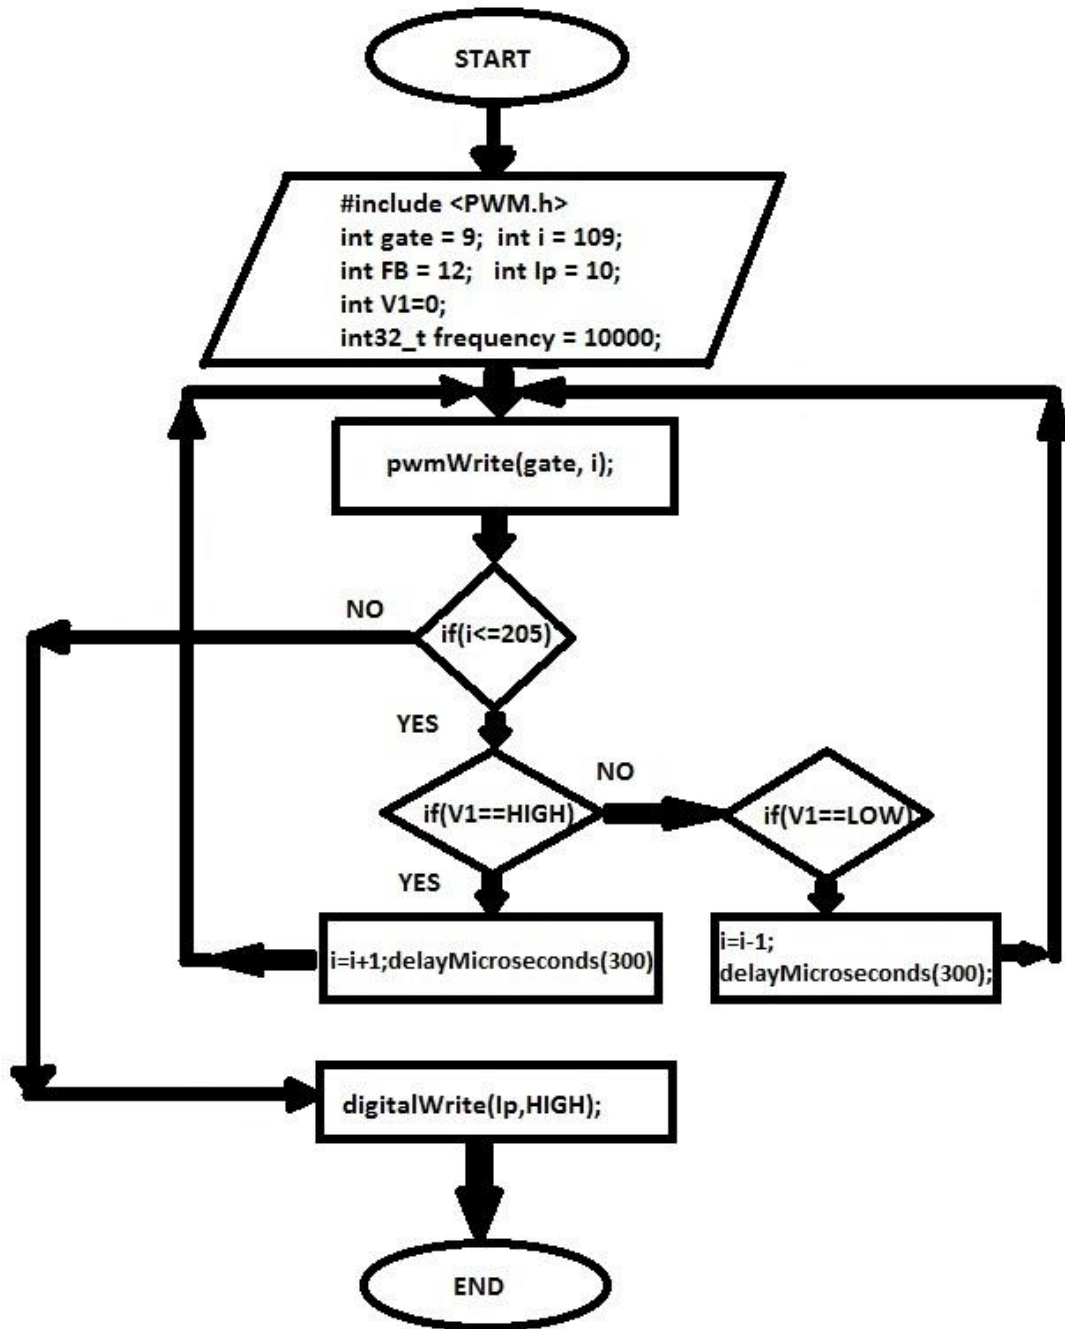 START
#include <PWM.h>
int gate = 9;  int i = 109;
int FB = 12;   int Ip = 10;
int V1=0;
int32_t frequency = 10000;
pwmWrite(gate, i);
NO
if(i<=205)
YES
if(V1==HIGH)
NO
if(V1==LOW)
YES
i=i+1;delayMicroseconds(300)
i=i-1;
delayMicroseconds(300);
digitalWrite(Ip,HIGH);
END